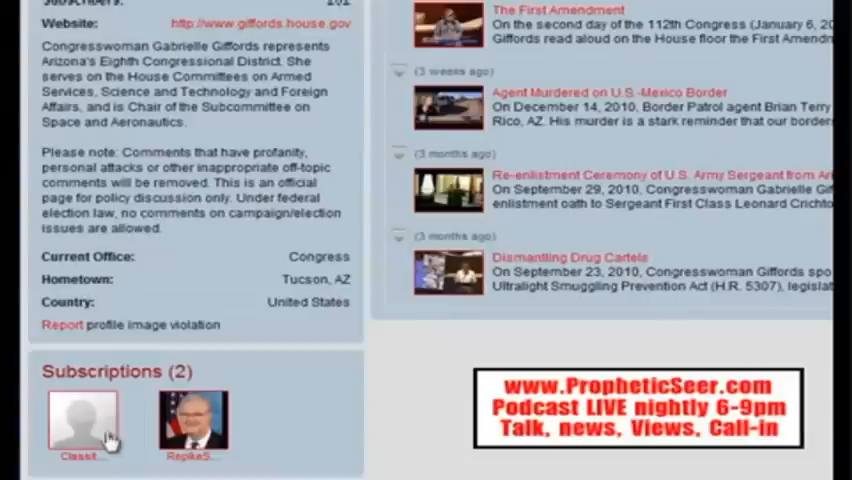 Website: http://www.giffords.house.gov
Congresswoman Gabrielle Giffords represents
Arizona's Eighth Congressional District. She
serves on the House Committees on Armed
Services, Science and Technology and Foreign
Affairs, and is Chair of the Subcommittee on
Space and Aeronautics.
Please note: Comments that have profanity,
personal attacks or other inappropriate off-topic
comments will be removed. This is an official
page for policy discussion only. Under federal
election law, no comments on campaign/election
issues are allowed.
Current Office: Congress
Hometown: Tucson, AZ
Country: United States
Report profile image violation
Subscriptions (2)
Classit...
RepikeS...
The First Amendment
On the second day of the 112th Congress (January 6, 20
Giffords read aloud on the House floor the First Amendm
(3 weeks ago)
Agent Murdered on U.S.-Mexico Border
On December 14, 2010, Border Patrol agent Brian Terry
Rico, AZ. His murder is a stark reminder that our borders
(3 months ago)
Re-enlistment Ceremony of U.S. Army Sergeant from Ari
On September 29, 2010, Congresswoman Gabrielle Gif
enlistment oath to Sergeant First Class Leonard Crichto
(3 months ago)
Dismantling Drug Cartels
On September 23, 2010, Congresswoman Giffords spo
Ultralight Smuggling Prevention Act (H.R. 5307), legislat
www.PropheticSeer.com
Podcast LIVE nightly 6-9pm
Talk, news, Views, Call-in